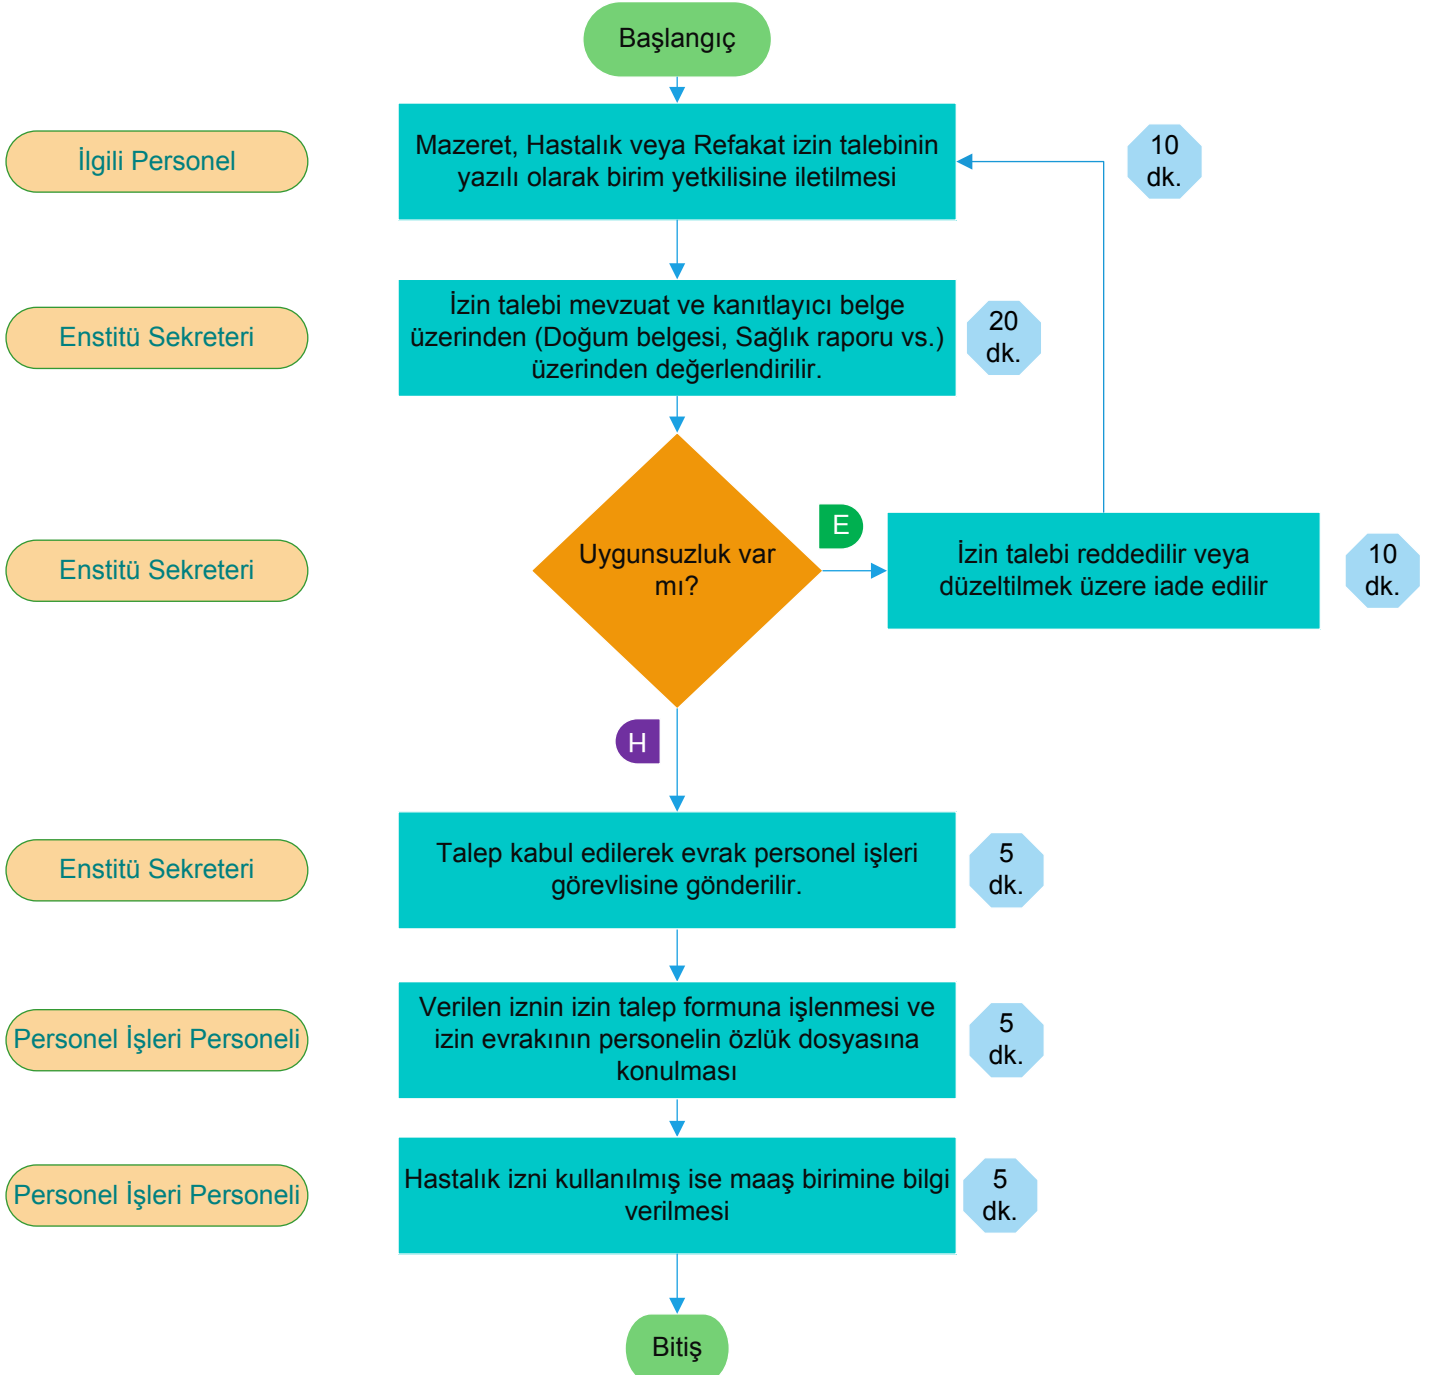 Başlangıç
İlgili Personel
Mazeret, Hastalık veya Refakat izin talebinin
yazılı olarak birim yetkilisine iletilmesi
10
dk.
Enstitü Sekreteri
İzin talebi mevzuat ve kanıtlayıcı belge
üzerinden (Doğum belgesi, Sağlık raporu vs.)
üzerinden değerlendirilir.
20
dk.
Enstitü Sekreteri
Uygunsuzluk var
mı?
E
İzin talebi reddedilir veya
düzeltilmek üzere iade edilir
10
dk.
H
Enstitü Sekreteri
Talep kabul edilerek evrak personel işleri
görevlisine gönderilir.
5
dk.
Personel İşleri Personeli
Verilen iznin izin talep formuna işlenmesi ve
izin evrakının personelin özlük dosyasına
konulması
5
dk.
Personel İşleri Personeli
Hastalık izni kullanılmış ise maaş birimine bilgi
verilmesi
5
dk.
Bitiş